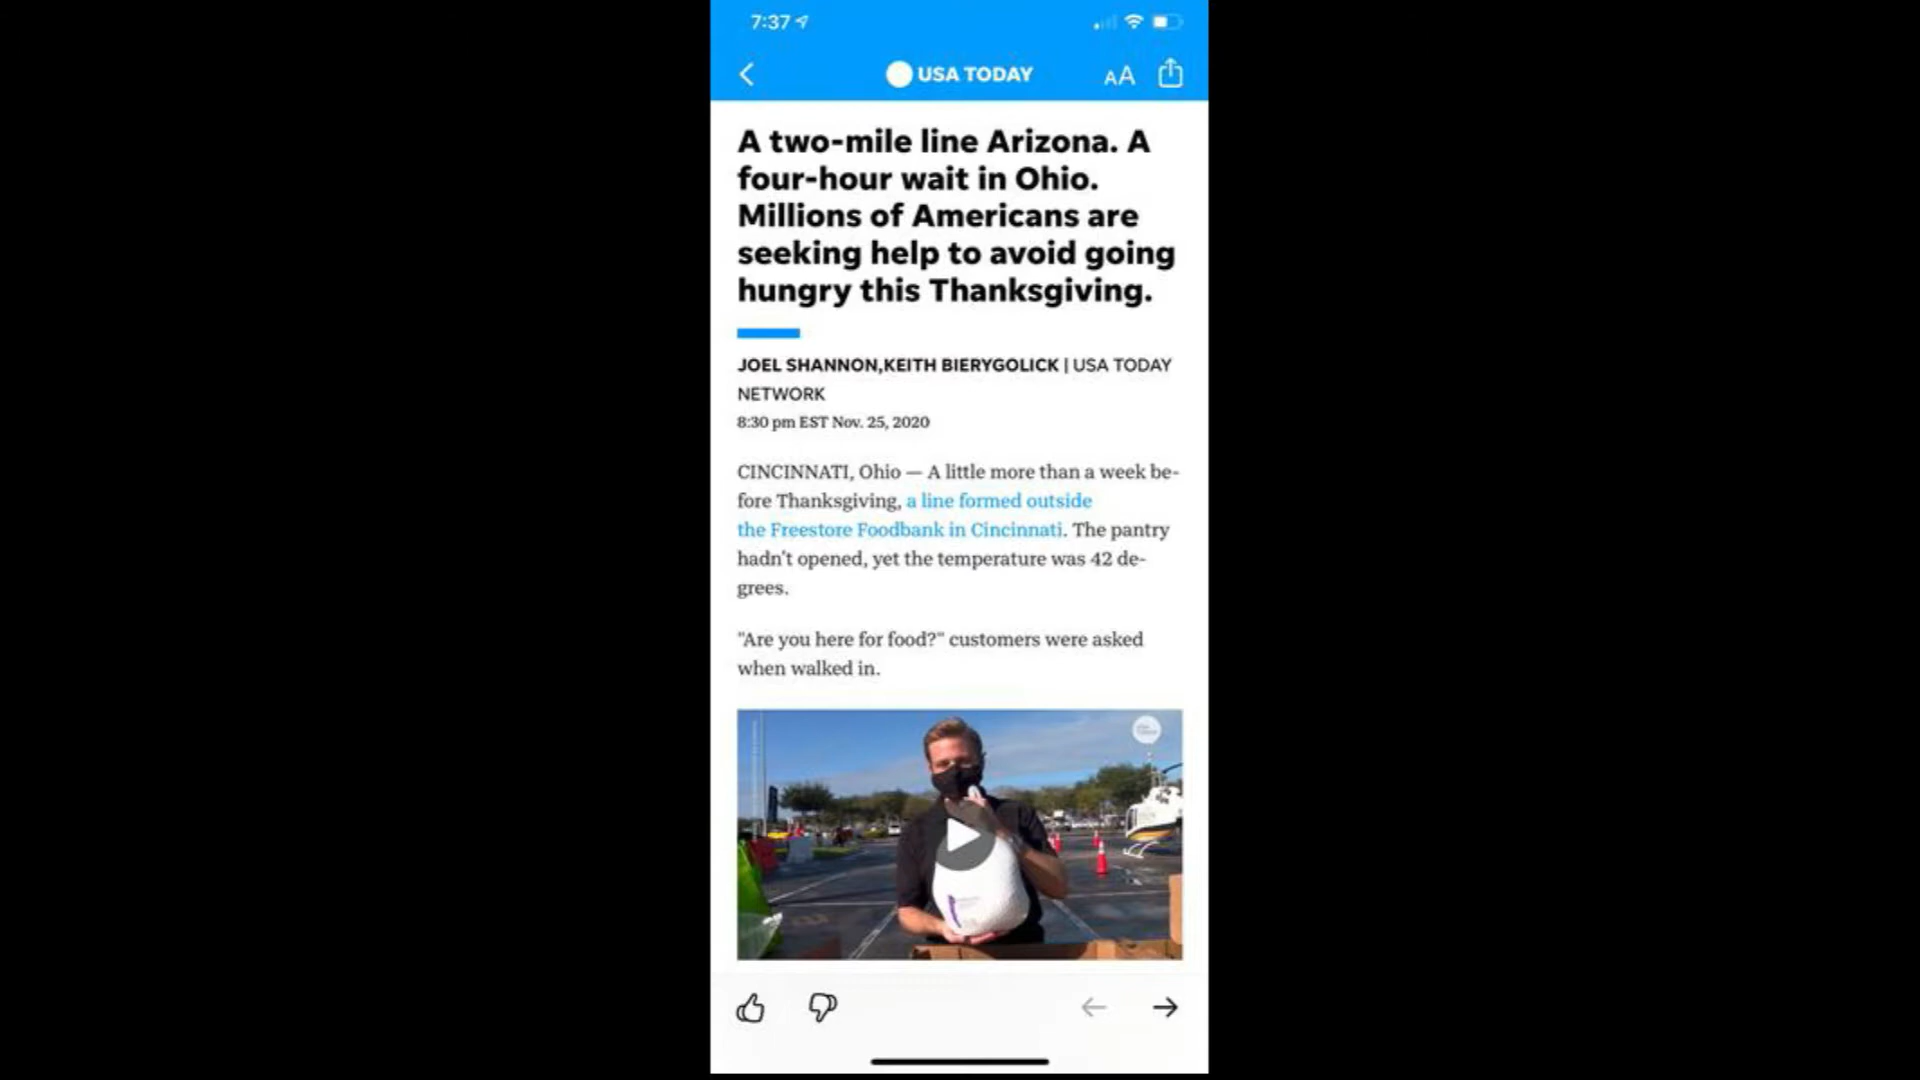 7:37
USA TODAY
AA
A two-mile line Arizona. A
four-hour wait in Ohio.
Millions of Americans are
seeking help to avoid going
hungry this Thanksgiving.
JOEL SHANNON,KEITH BIERYGOLICK | USA TODAY
NETWORK
8:30 pm EST Nov. 25, 2020
CINCINNATI, Ohio — A little more than a week be-
fore Thanksgiving, a line formed outside
the Freestore Foodbank in Cincinnati. The pantry
hadn't opened, yet the temperature was 42 de-
grees.
"Are you here for food?" customers were asked
when walked in.